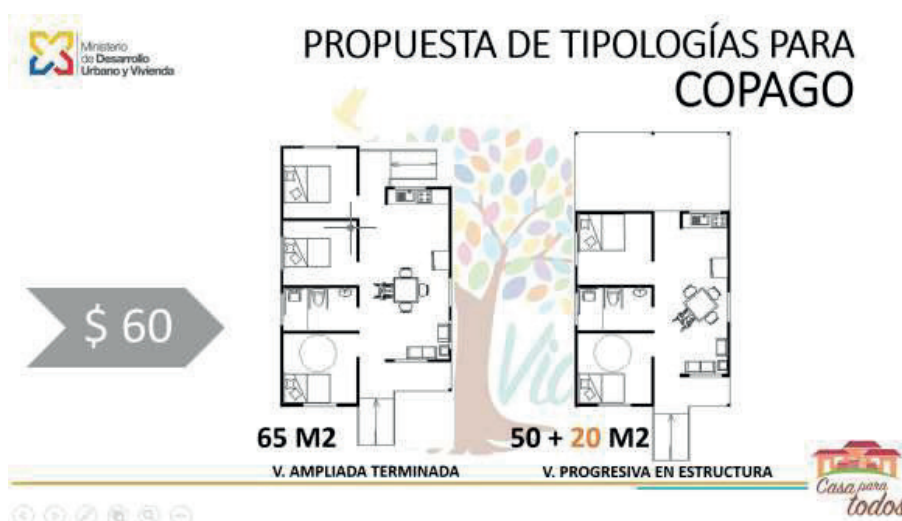 Ministerio
de Desarrollo
Urbano y Vivienda
PROPUESTA DE TIPOLOGÍAS PARA
COPAGO
$ 60
Vid
65 M2
50 + 20 M2
V. AMPLIADA TERMINADA
V. PROGRESIVA EN ESTRUCTURA
Casa para
todos